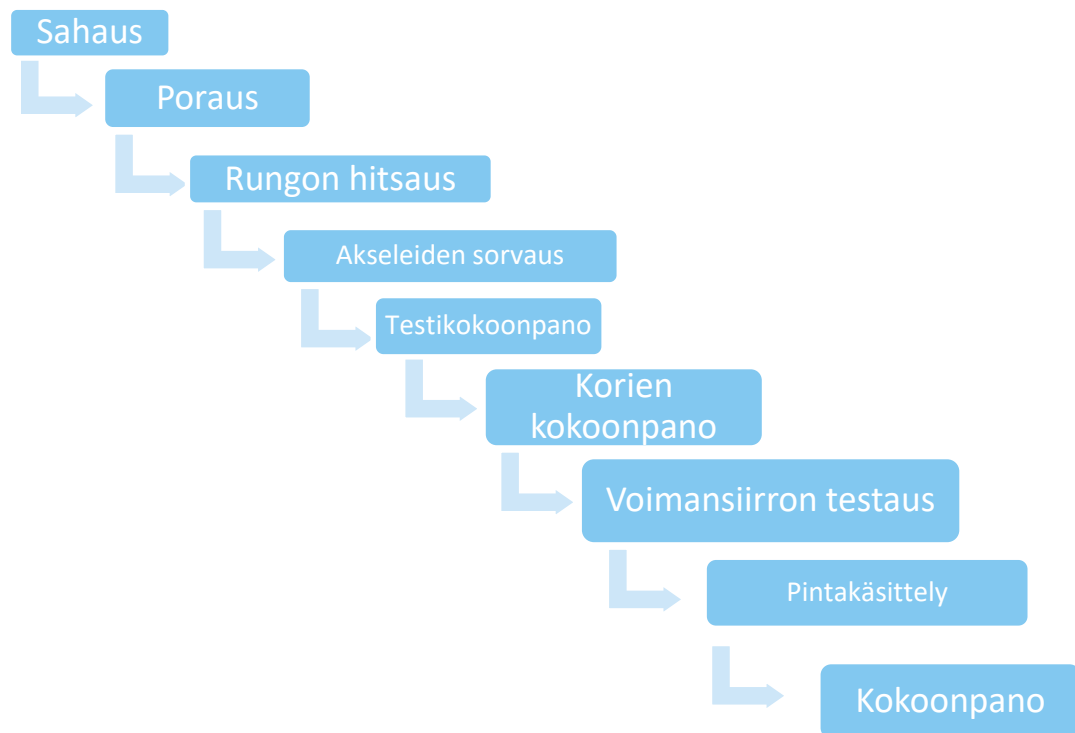 Sahaus
Poraus
Rungon hitsaus
Akseleiden sorvaus
Testikokoonpano
Korien
kokoonpano
Voimansiirron testaus
Pintakäsittely
Kokoonpano